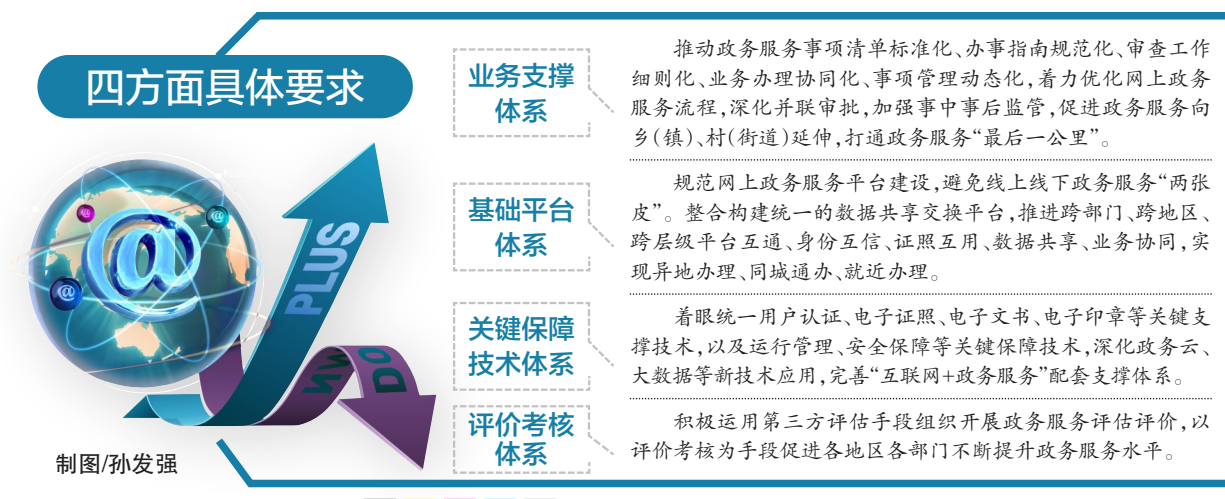 四方面具体要求
业务支撑
体系
推动政务服务事项清单标准化、办事指南规范化、审查工作
细则化、业务办理协同化、事项管理动态化,着力优化网上政务
服务流程,深化并联审批,加强事中事后监管,促进政务服务向
乡(镇)、村(街道)延伸,打通政务服务“最后一公里”。
基础平台
体系
规范网上政务服务平台建设,避免线上线下政务服务“两张
皮”。整合构建统一的数据共享交换平台,推进跨部门、跨地区、
跨层级平台互通、身份互信、证照互用、数据共享、业务协同,实
现异地办理、同城通办、就近办理。
关键保障
技术体系
着眼统一用户认证、电子证照、电子文书、电子印章等关键支
撑技术,以及运行管理、安全保障等关键保障技术,深化政务云、
大数据等新技术应用,完善“互联网+政务服务”配套支撑体系。
评价考核
体系
积极运用第三方评估手段组织开展政务服务评估评价,以
评价考核为手段促进各地区各部门不断提升政务服务水平。
@
@
@
@
PLUS
DO
制图/孙发强